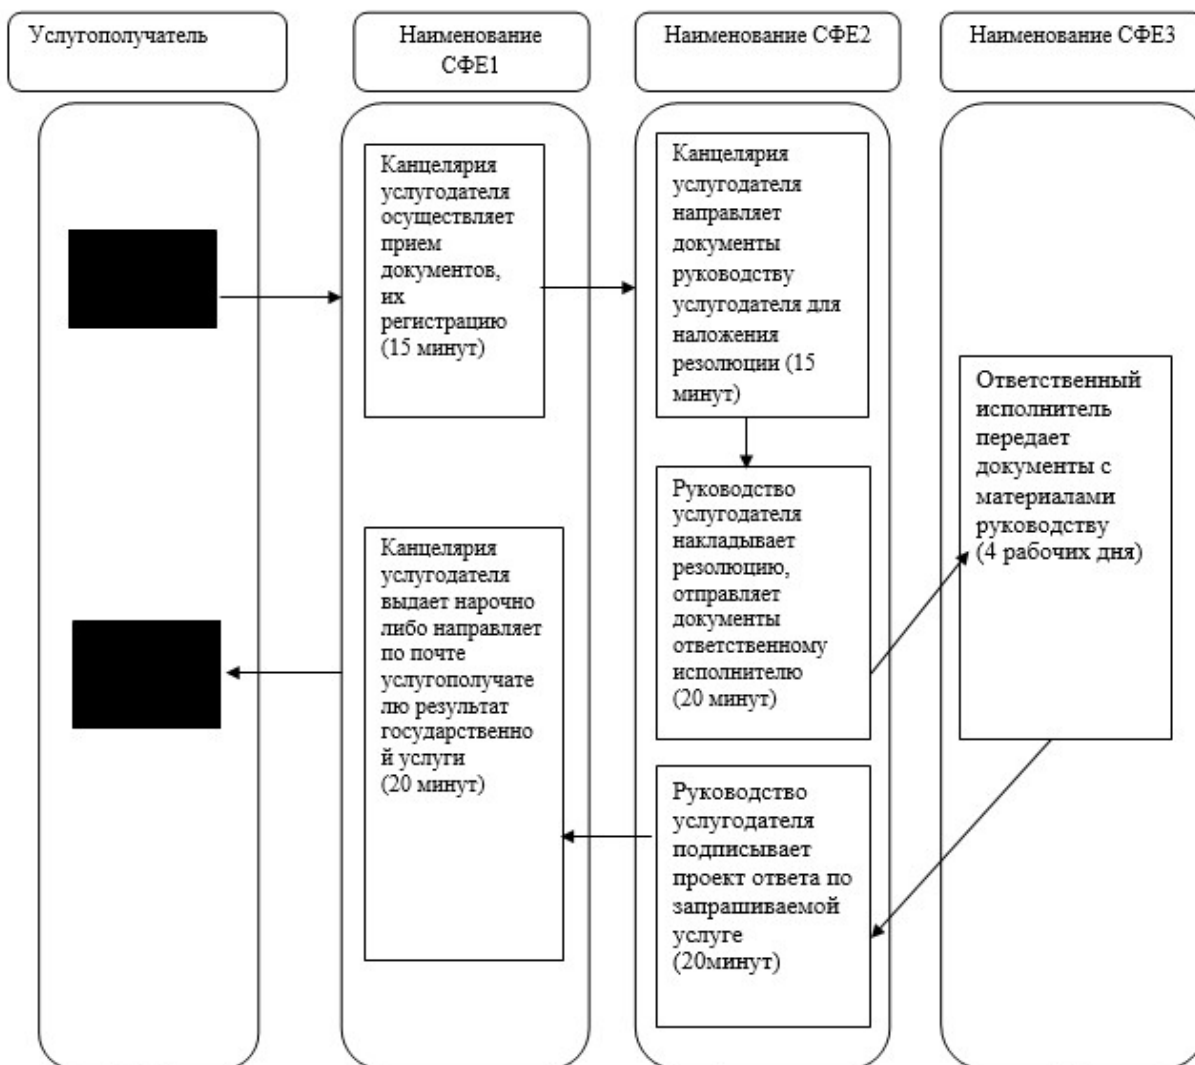 Услугополучатель
Наименование
СФЕ1
Наименование СФЕ2
Наименование СФЕ3
Канцелярия
услугодателя
осуществляет
прием
документов,
их
регистрацию
(15 минут)
Канцелярия
услугодателя
направляет
документы
руководству
услугодателя для
наложения
резолюции (15
минут)
Руководство
услугодателя
накладывает
резолюцию,
отправляет
документы
ответственному
исполнителю
(20 минут)
Ответственный
исполнитель
передает
документы с
материалами
руководству
(4 рабочих дня)
Руководство
услугодателя
подписывает
проект ответа по
запрашиваемой
услуге
(20минут)
Канцелярия
услугодателя
выдает нарочно
либо направляет
по почте
услугополучате
лю результат
государственно
й услуги
(20 минут)